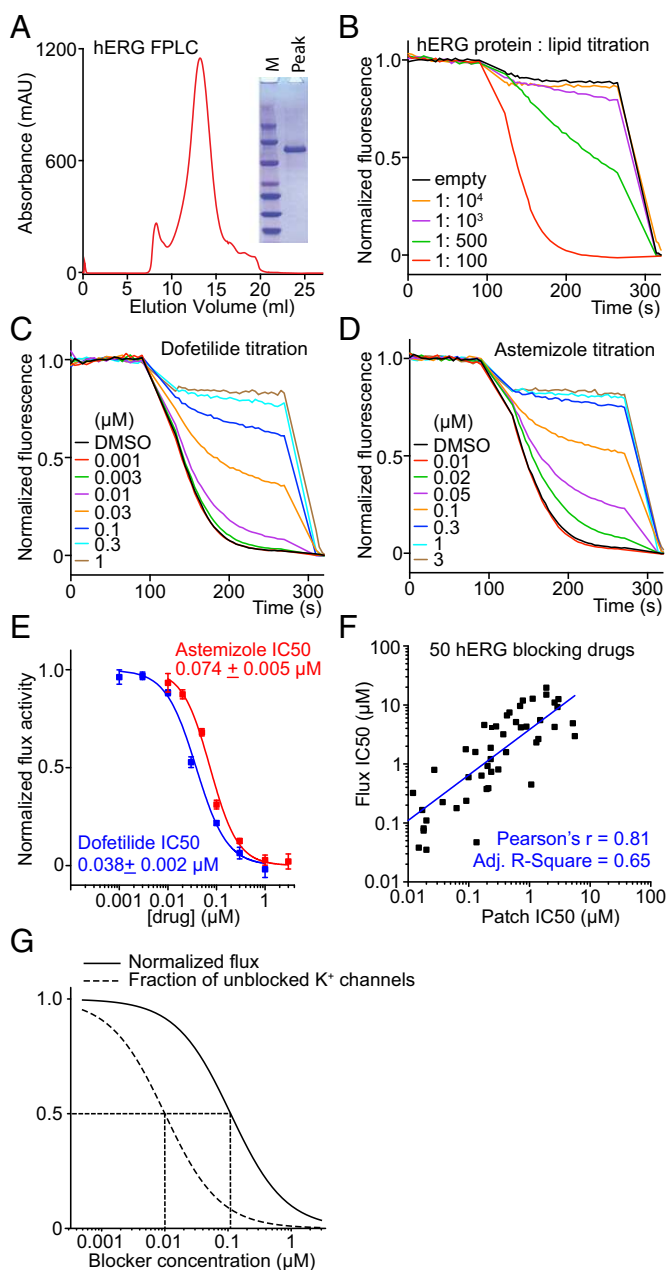 A
hERG FPLC
M
Peak
Absorbance (mAU)
1200
600
0
0
5
10
15
20
25
Elution Volume (ml)
B
hERG protein : lipid titration
Normalized fluorescence
1.0
0.5
0
empty
1: 10⁴
1: 10³
1: 500
1: 100
0
100
200
300
Time (s)
C
Dofetilide titration
Normalized fluorescence
1.0
0.5
0
(µM)
DMSO
0.001
0.003
0.01
0.03
0.1
0.3
1
0
100
200
300
Time (s)
D
Astemizole titration
Normalized fluorescence
1.0
0.5
0
(µM)
DMSO
0.01
0.02
0.05
0.1
0.3
1
3
0
100
200
300
Time (s)
E
Astemizole IC50
0.074 ± 0.005 µM
Normalized flux activity
1.0
0.5
0
Dofetilide IC50
0.038± 0.002 µM
0.001
0.01
0.1
1
[drug] (µM)
F
50 hERG blocking drugs
Flux IC50 (µM)
100
10
1
0.1
0.01
Pearson's r = 0.81
Adj. R-Square = 0.65
0.01
0.1
1
10
100
Patch IC50 (µM)
G
Normalized flux
Fraction of unblocked K⁺ channels
1.0
0.5
0
0.001
0.01
0.1
1
Blocker concentration (µM)